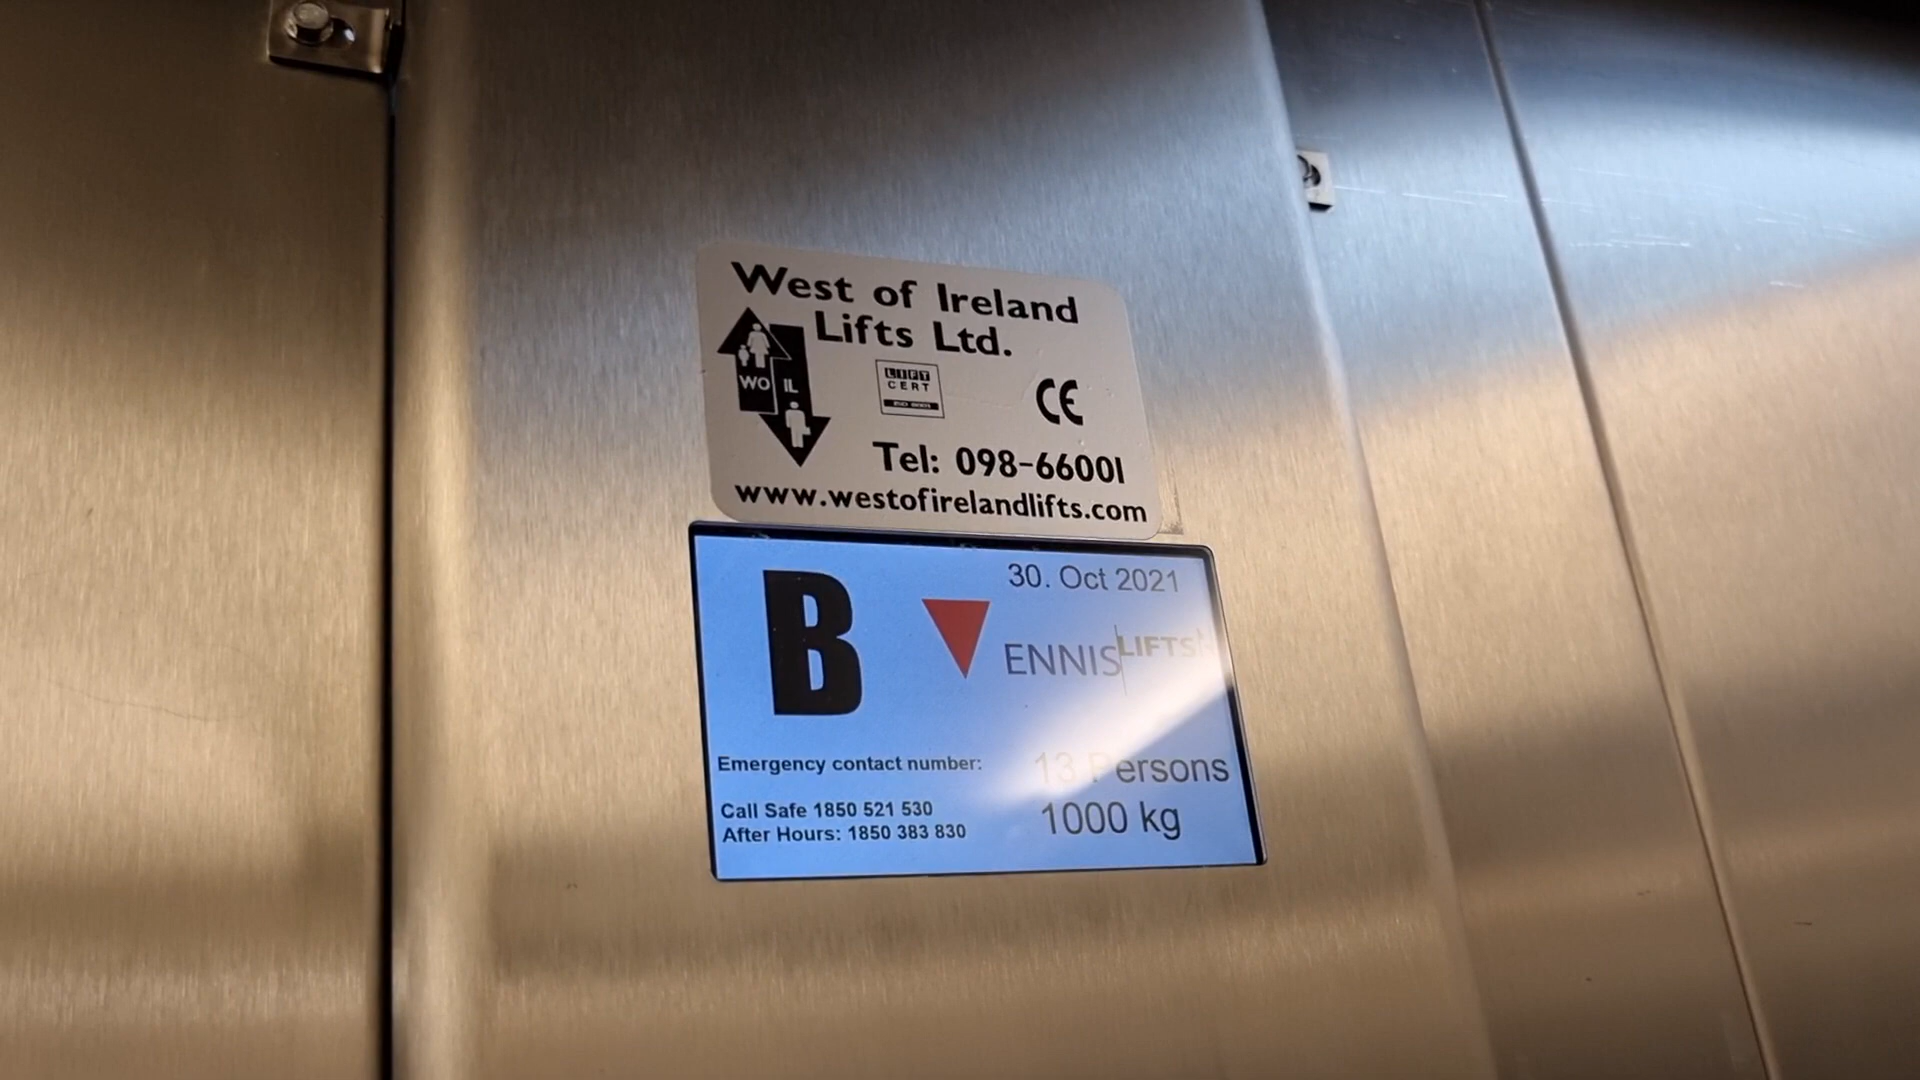 West of Ireland
Lifts Ltd.
WO IL
LIFT
CERT
ISO 9001
CE
Tel: 098-66001
www.westofirelandlifts.com
30. Oct 2021
B
ENNIS LIFTS
Emergency contact number:
13 Persons
Call Safe 1850 521 530
1000 kg
After Hours: 1850 383 830